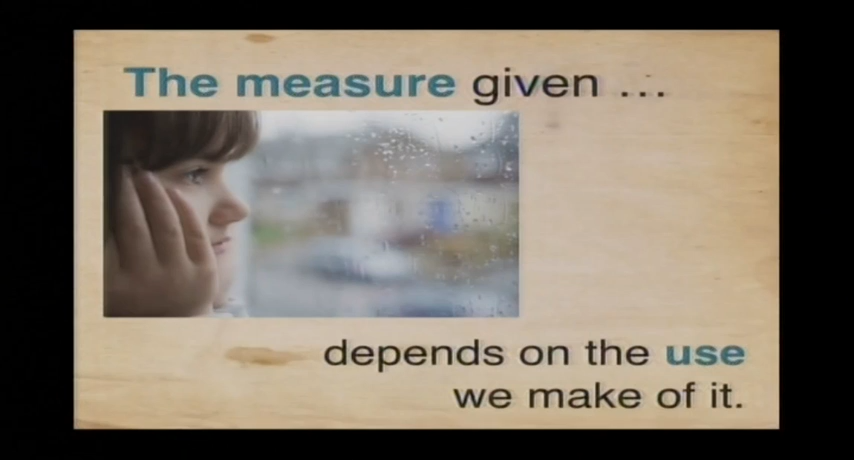 The measure given ...
depends on the use
we make of it.